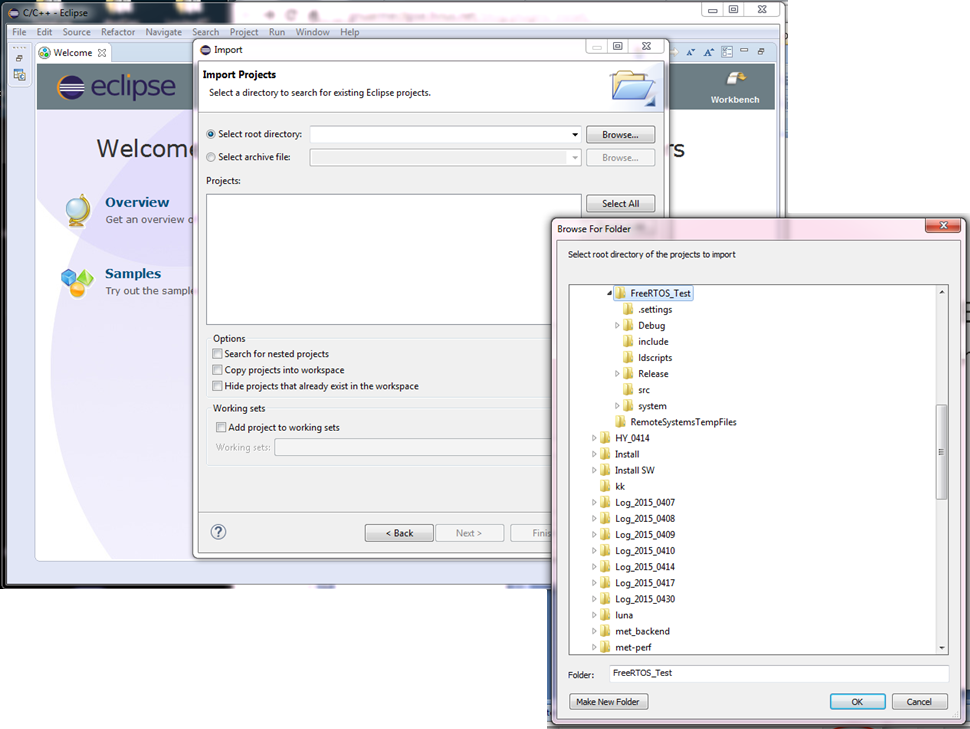 C/C++ - Eclipse
File Edit Source Refactor Navigate Search Project Run Window Help
Welcome
eclipse
Workbench
Welcom
rs
Overview
Get an overview o
Samples
Try out the sample
Import
Import Projects
Select a directory to search for existing Eclipse projects.
Select root directory:
Browse...
Select archive file:
Browse...
Projects:
Select All
Options
Search for nested projects
Copy projects into workspace
Hide projects that already exist in the workspace
Working sets
Add project to working sets
Working sets:
?
< Back
Next >
Finis
Browse For Folder
Select root directory of the projects to import
FreeRTOS_Test
.settings
Debug
include
ldscripts
Release
src
system
RemoteSystemsTempFiles
HY_0414
Install
Install SW
kk
Log_2015_0407
Log_2015_0408
Log_2015_0409
Log_2015_0410
Log_2015_0414
Log_2015_0417
Log_2015_0430
luna
met_backend
met-perf
Folder: FreeRTOS_Test
Make New Folder
OK
Cancel